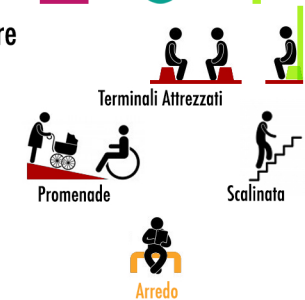 re
Terminali Attrezzati
Promenade
Scalinata
Arredo